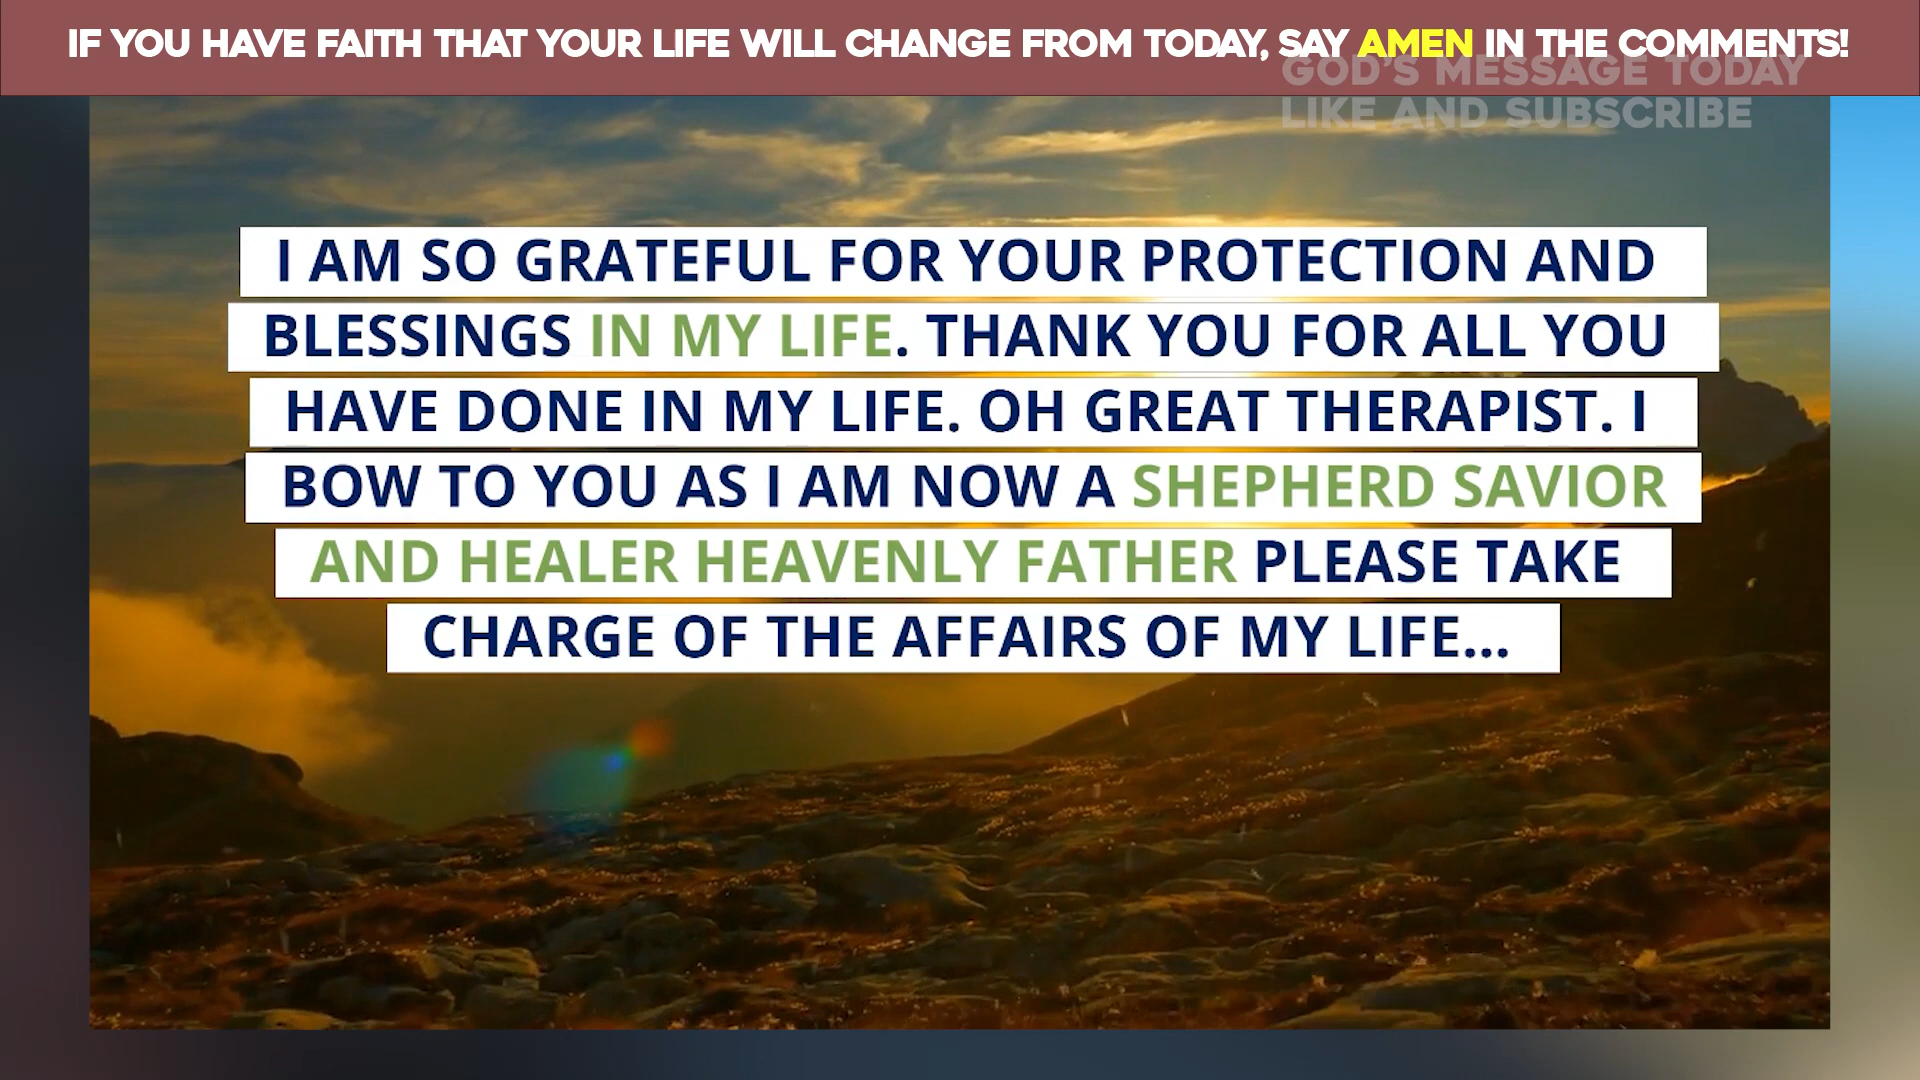 IF YOU HAVE FAITH THAT YOUR LIFE WILL CHANGE FROM TODAY, SAY AMEN IN THE COMMENTS!
GOD'S MESSAGE TODAY
LIKE AND SUBSCRIBE
I AM SO GRATEFUL FOR YOUR PROTECTION AND
BLESSINGS IN MY LIFE. THANK YOU FOR ALL YOU
HAVE DONE IN MY LIFE. OH GREAT THERAPIST. I
BOW TO YOU AS I AM NOW A SHEPHERD SAVIOR
AND HEALER HEAVENLY FATHER PLEASE TAKE
CHARGE OF THE AFFAIRS OF MY LIFE...